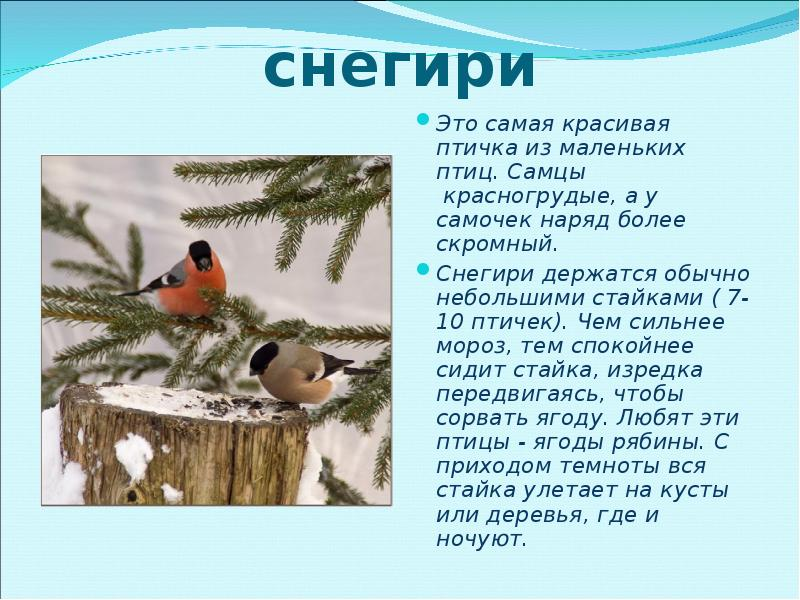 снегири
Это самая красивая
птичка из маленьких
птиц. Самцы
красногрудые, а у
самочек наряд более
скромный.
Снегири держатся обычно
небольшими стайками ( 7-
10 птичек). Чем сильнее
мороз, тем спокойнее
сидит стайка, изредка
передвигаясь, чтобы
сорвать ягоду. Любят эти
птицы - ягоды рябины. С
приходом темноты вся
стайка улетает на кусты
или деревья, где и
ночуют.